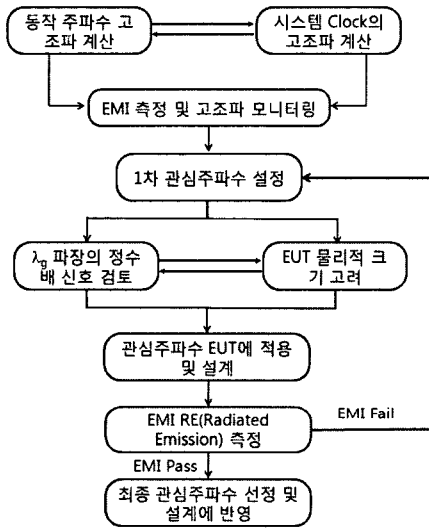 동작 주파수 고
조파 계산
시스템 Clock의
고조파 계산
EMI 측정 및 고조파 모니터링
1차 관심주파수 설정
λg 파장의 정수
배 신호 검토
EUT 물리적 크
기 고려
관심주파수 EUT에 적용
및 설계
EMI RE(Radiated
Emission) 측정
EMI Fail
EMI Pass
최종 관심주파수 선정 및
설계에 반영